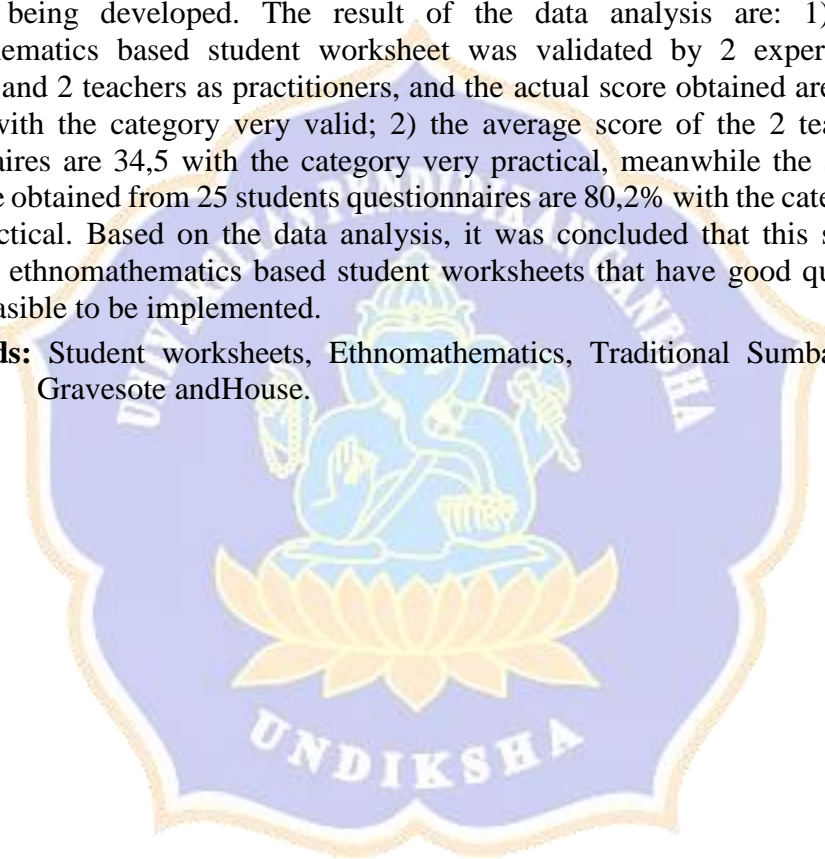 being developed. The result of the data analysis are: 1)
ematics based student worksheet was validated by 2 exper
and 2 teachers as practitioners, and the actual score obtained are
with the category very valid; 2) the average score of the 2 tea
aires are 34,5 with the category very practical, meanwhile the
e obtained from 25 students questionnaires are 80,2% with the cate
ctical. Based on the data analysis, it was concluded that this s
ethnomathematics based student worksheets that have good qu
asible to be implemented.
ds: Student worksheets, Ethnomathematics, Traditional Sumba
Gravesote andHouse.
UNIVERSITAS PENDIDIKAN GANESHA
UNDIKSHA